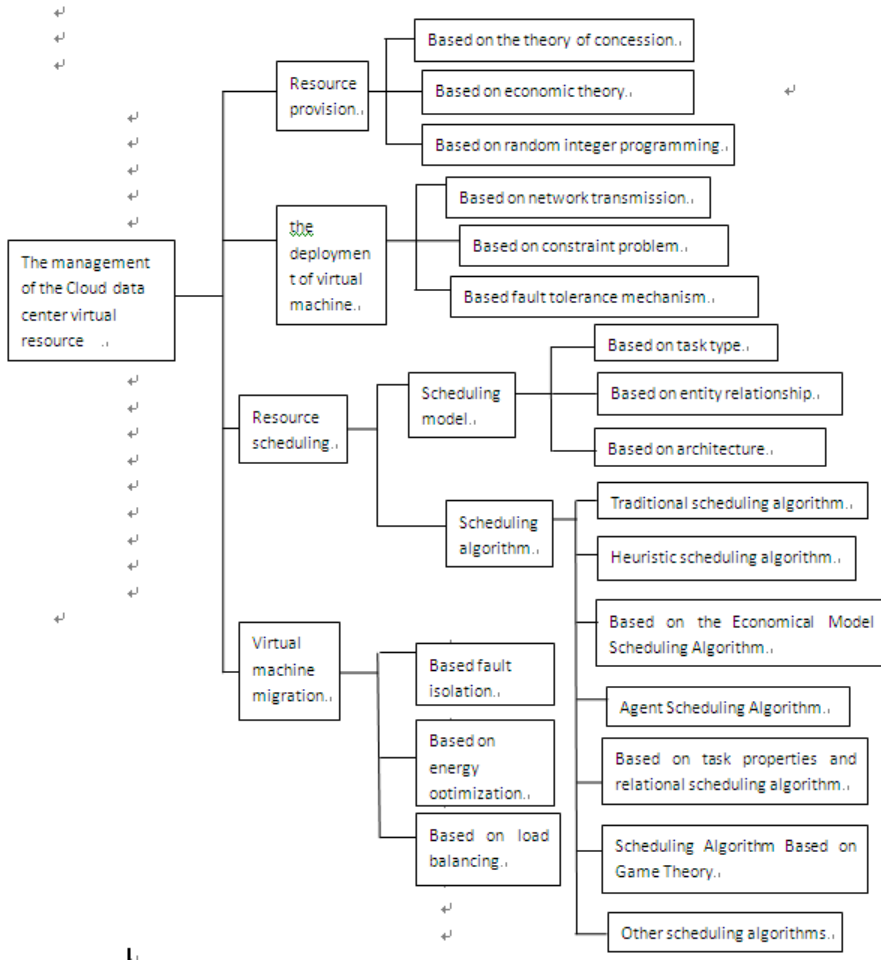 Based on the theory of concession.
Resource
provision.
Based on economic theory.
Based on random integer programming.
Based on network transmission.
the
deploymen
t of virtual
machine.
Based on constraint problem.
Based fault tolerance mechanism.
The management
of the Cloud data
center virtual
resource .
Based on task type.
Scheduling
model.
Based on entity relationship.
Resource
scheduling.
Based on architecture.
Scheduling
algorithm.
Traditional scheduling algorithm.
Heuristic scheduling algorithm.
Based on the Economical Model
Scheduling Algorithm.
Agent Scheduling Algorithm.
Based on task properties and
relational scheduling algorithm.
Scheduling Algorithm Based on
Game Theory.
Other scheduling algorithms.
Virtual
machine
migration.
Based fault
isolation.
Based on
energy
optimization.
Based on load
balancing.